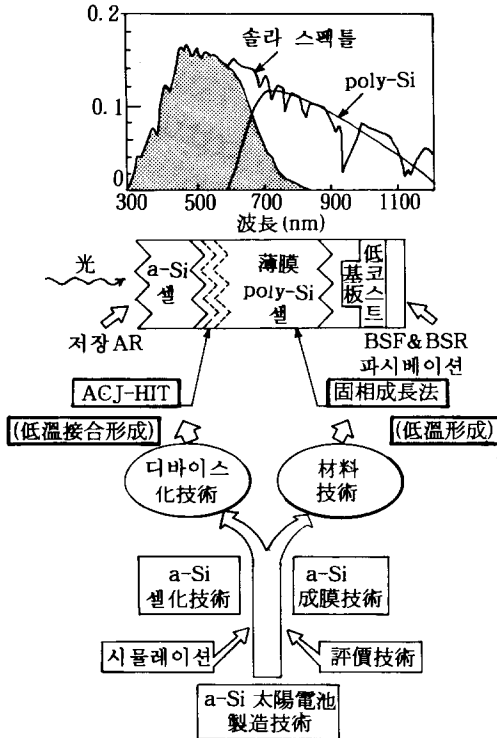 0.2
솔라 스펙틀
poly-Si
0.1
0
300 500 700 900 1100
波長(nm)
光
a-Si
셀
薄膜
poly-Si
셀
基板
低코스트
저장AR
BSF&BSR
파시베이션
ACJ-HIT
固相成長法
(低溫接合形成)
(低溫形成)
디바이스
化技術
材料
技術
a-Si
셀化技術
a-Si
成膜技術
시뮬레이션
評價技術
a-Si 太陽電池
製造技術